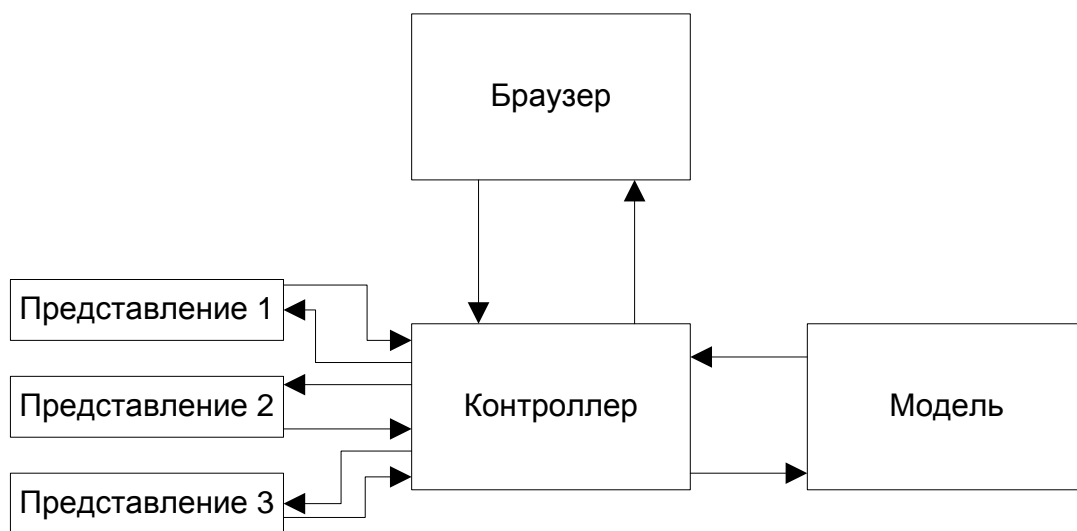 Браузер
Представление 1
Представление 2
Контроллер
Модель
Представление 3